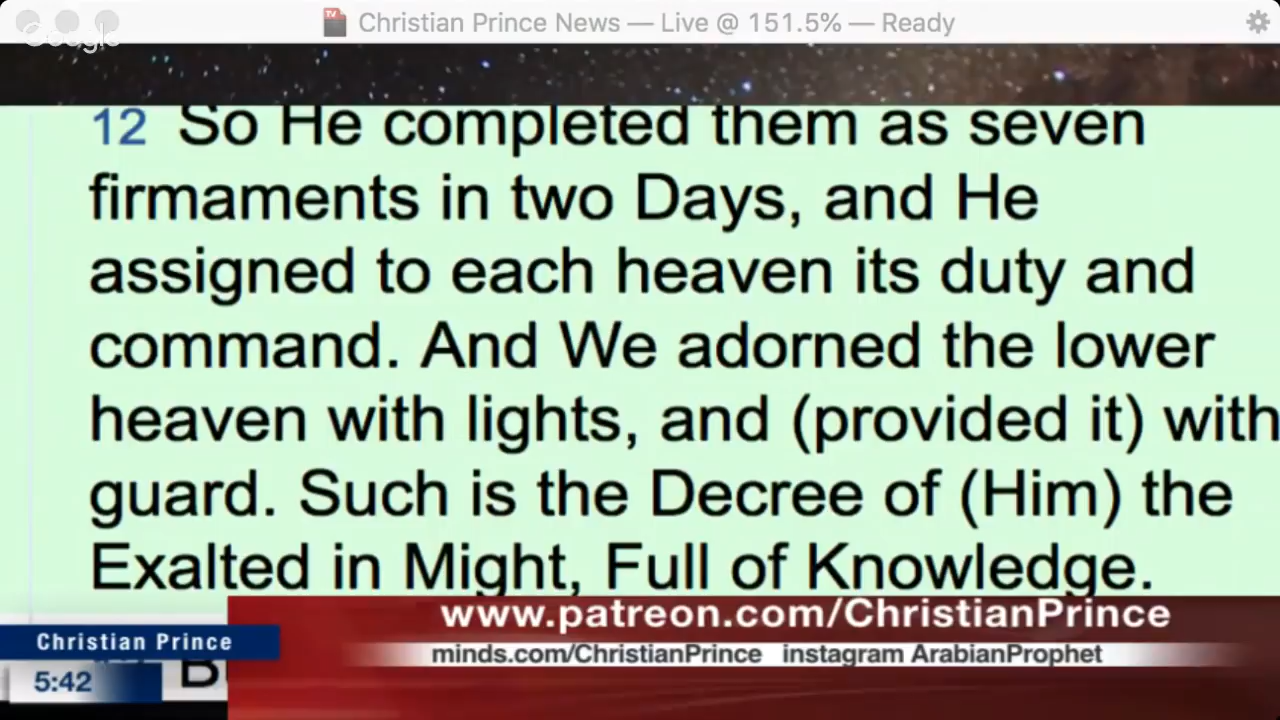 Christian Prince News — Live @ 151.5% — Ready
Google
TV
12 So He completed them as seven
firmaments in two Days, and He
assigned to each heaven its duty and
command. And We adorned the lower
heaven with lights, and (provided it) with
guard. Such is the Decree of (Him) the
Exalted in Might, Full of Knowledge.
www.patreon.com/ChristianPrince
Christian Prince
minds.com/ChristianPrince instagram ArabianProphet
5:42